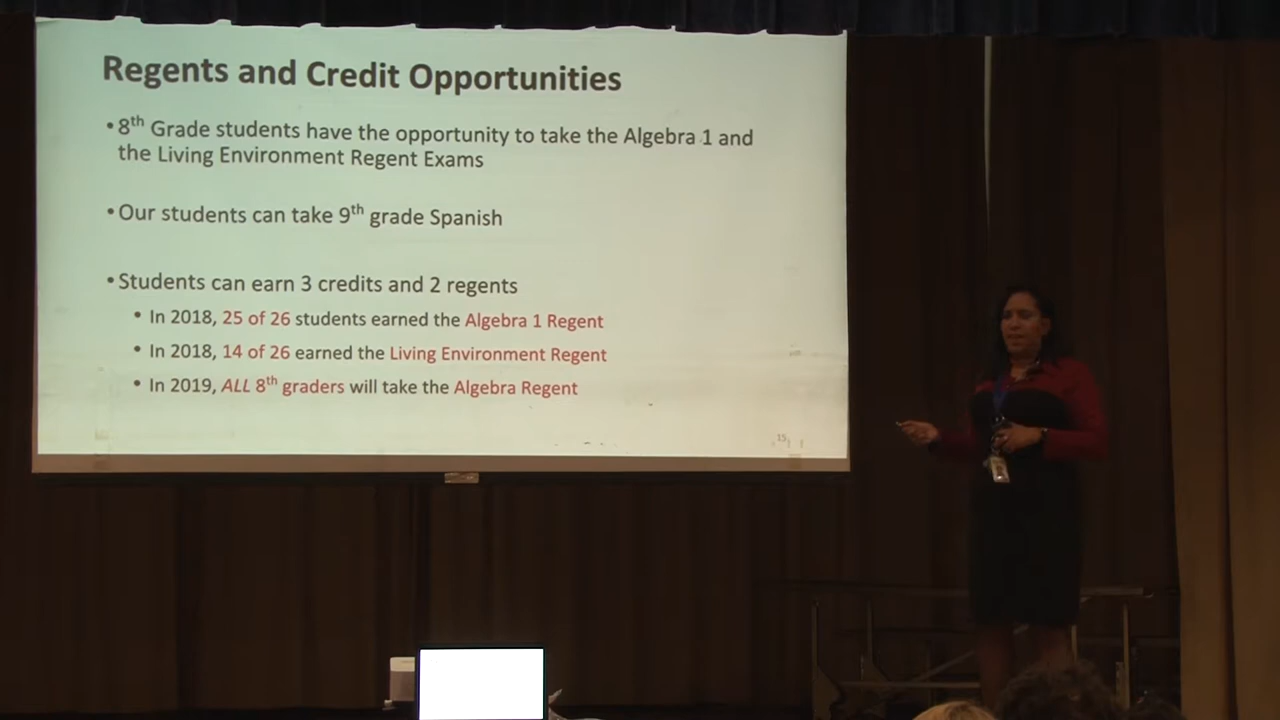 Regents and Credit Opportunities
•8th Grade students have the opportunity to take the Algebra 1 and
the Living Environment Regent Exams
•Our students can take 9th grade Spanish
•Students can earn 3 credits and 2 regents
• In 2018, 25 of 26 students earned the Algebra 1 Regent
• In 2018, 14 of 26 earned the Living Environment Regent
• In 2019, ALL 8th graders will take the Algebra Regent
15